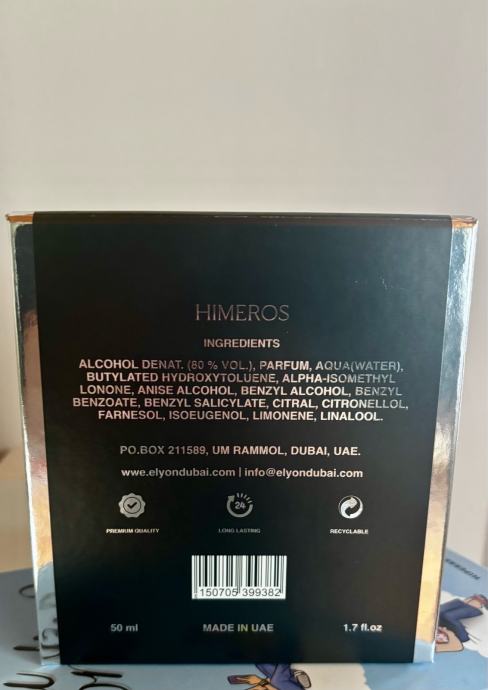 HIMEROS
INGREDIENTS
ALCOHOL DENAT. (80 % VOL.), PARFUM, AQUA(WATER),
BUTYLATED HYDROXYTOLUENE, ALPHA-ISOMETHYL
LONONE, ANISE ALCOHOL, BENZYL ALCOHOL, BENZYL
BENZOATE, BENZYL SALICYLATE, CITRAL, CITRONELLOL,
FARNESOL, ISOEUGENOL, LIMONENE, LINALOOL.
P.O.BOX 211589, UM RAMMOL, DUBAI, UAE.
wwe.elyondubai.com | info@elyondubai.com
24
PREMIUM QUALITY LONG LASTING RECYCLABLE
150705 399382
50 ml MADE IN UAE 1.7 fl.oz